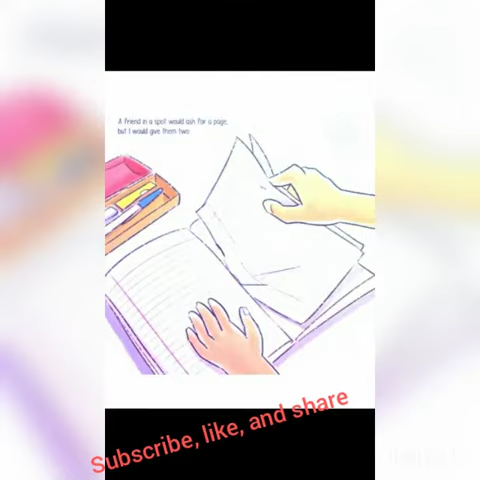 A friend in a spot would ask for a page,
but I would give them two
Subscribe, like, and share